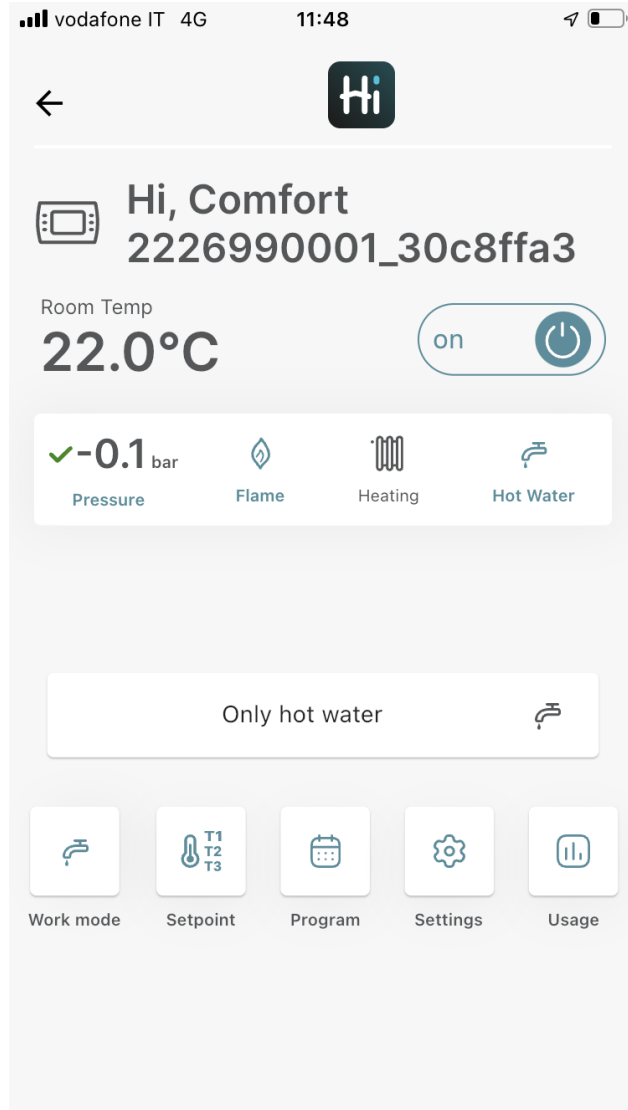 vodafone IT 4G 11:48
Hi
Hi, Comfort
2226990001_30c8ffa3
Room Temp
22.0°C
on
-0.1 bar
Pressure Flame Heating Hot Water
Only hot water
T1
T2
T3
Work mode Setpoint Program Settings Usage